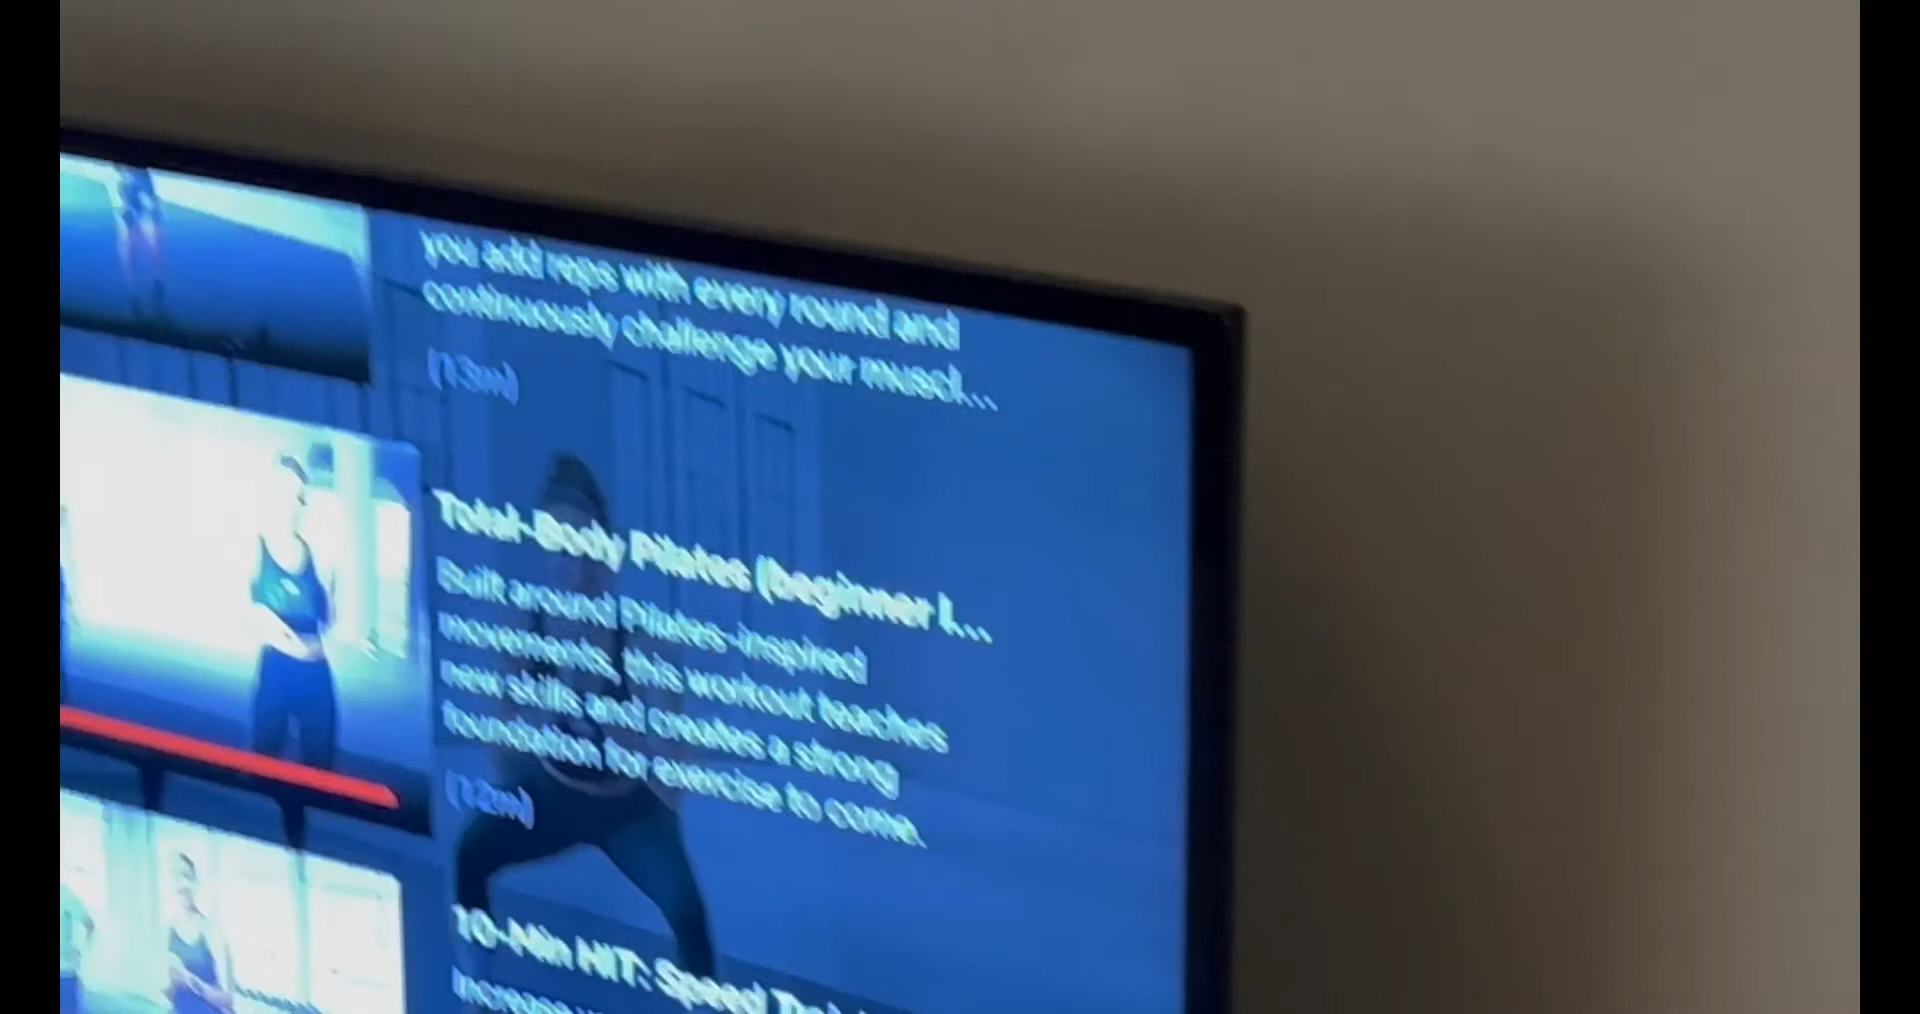 you add reps with every round and
continuously challenge your muscl...
(13m)
Total-Body Pilates (beginner l...
Built around Pilates-inspired
movements, this workout teaches
new skills and creates a strong
foundation for exercise to come.
(12m)
10-Min HIT: Speed
Increase